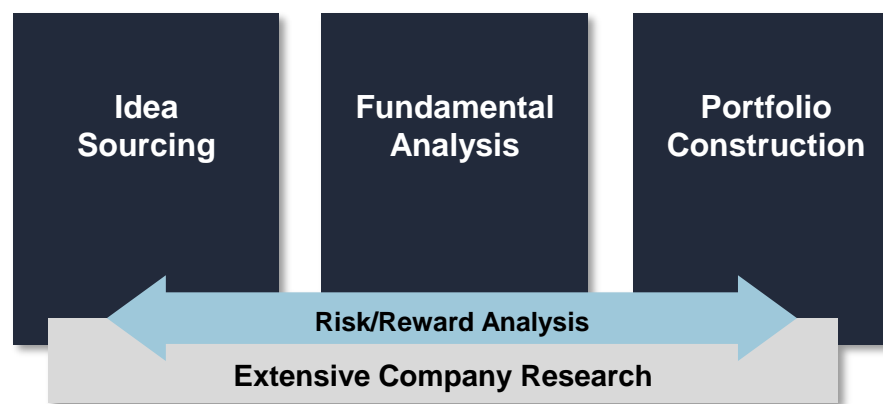 Idea
Sourcing
Fundamental
Analysis
Portfolio
Construction
Risk/Reward Analysis
Extensive Company Research